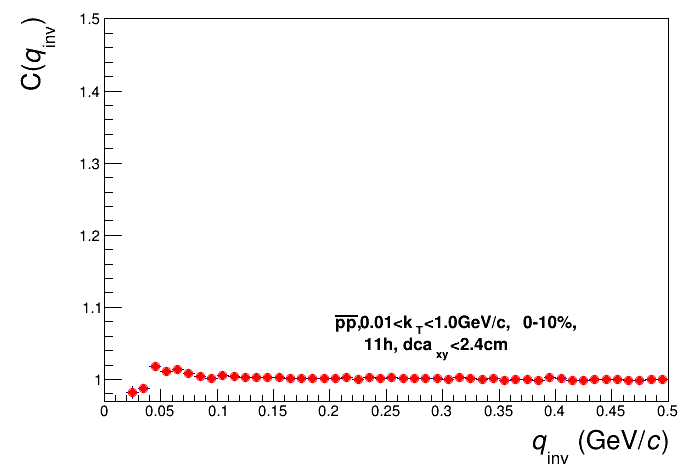 C(q_inv)
1.5
1.4
1.3
1.2
1.1
1
p̅p̅,0.01<k_T<1.0GeV/c, 0-10%,
11h, dca_xy<2.4cm
0 0.05 0.1 0.15 0.2 0.25 0.3 0.35 0.4 0.45 0.5
q_inv (GeV/c)